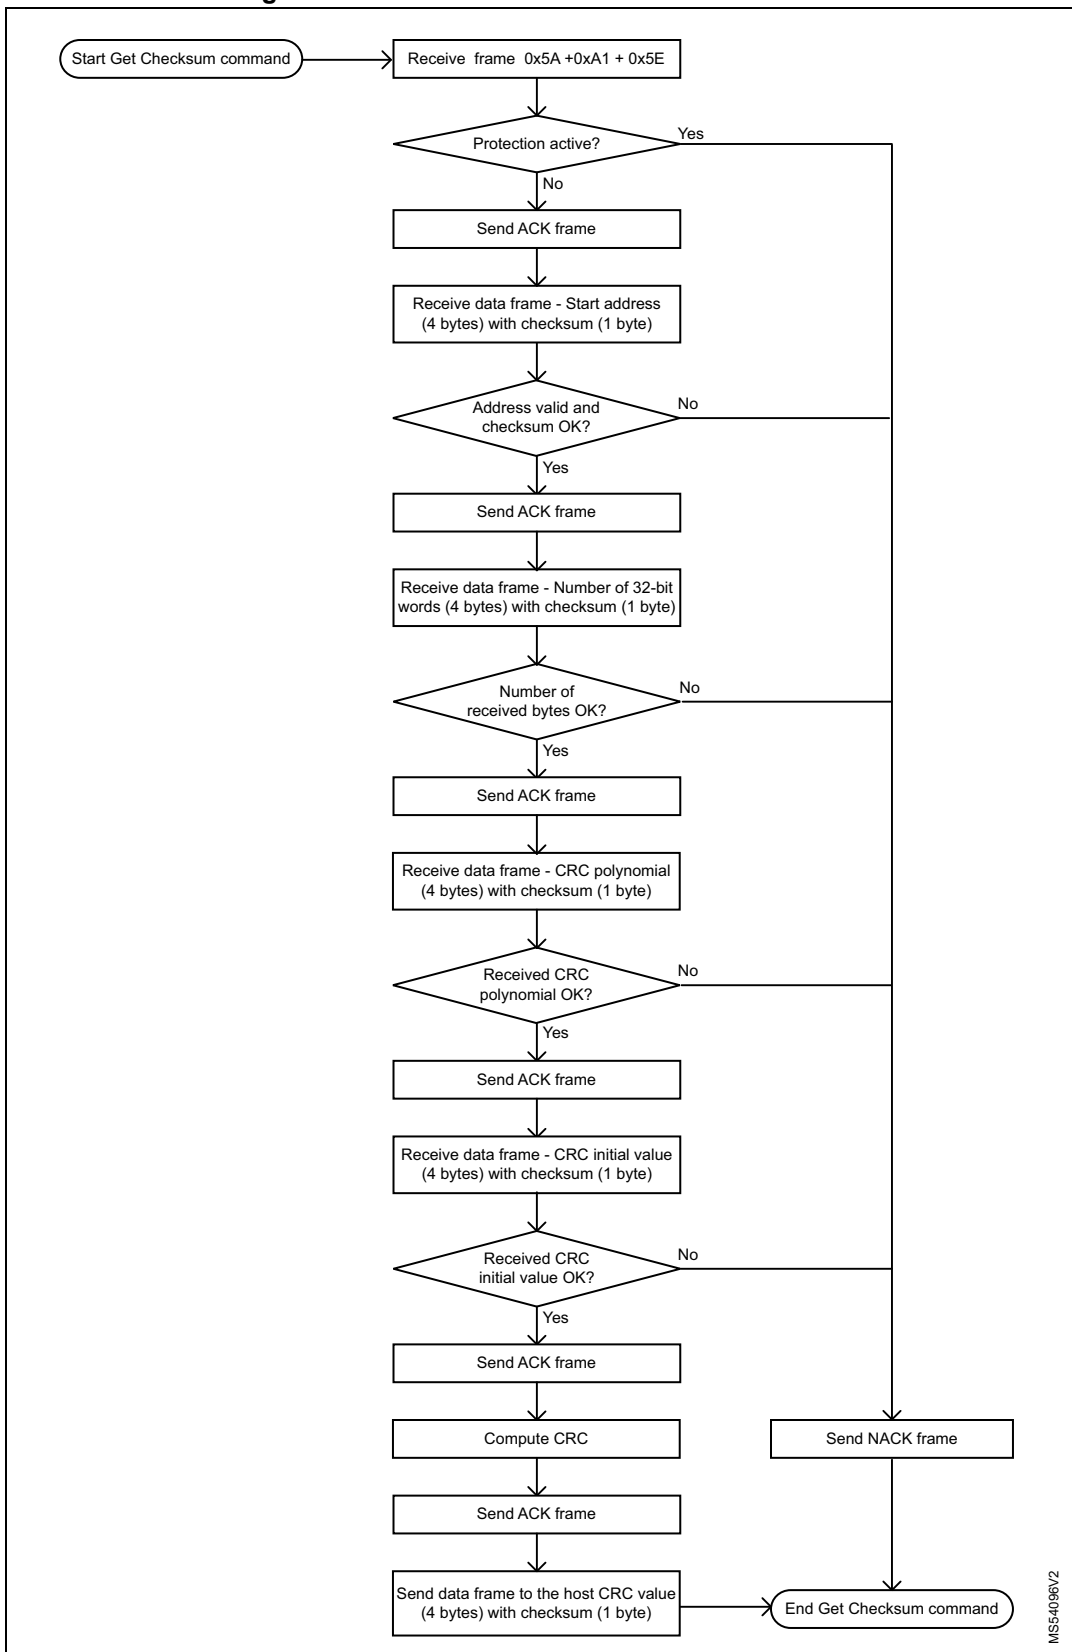 Start Get Checksum command
Receive frame 0x5A +0xA1 + 0x5E
Protection active?
Yes
No
Send ACK frame
Receive data frame - Start address
(4 bytes) with checksum (1 byte)
Address valid and
checksum OK?
No
Yes
Send ACK frame
Receive data frame - Number of 32-bit
words (4 bytes) with checksum (1 byte)
Number of
received bytes OK?
No
Yes
Send ACK frame
Receive data frame - CRC polynomial
(4 bytes) with checksum (1 byte)
Received CRC
polynomial OK?
No
Yes
Send ACK frame
Receive data frame - CRC initial value
(4 bytes) with checksum (1 byte)
Received CRC
initial value OK?
No
Yes
Send ACK frame
Compute CRC
Send NACK frame
Send ACK frame
Send data frame to the host CRC value
(4 bytes) with checksum (1 byte)
End Get Checksum command
MS54096V2